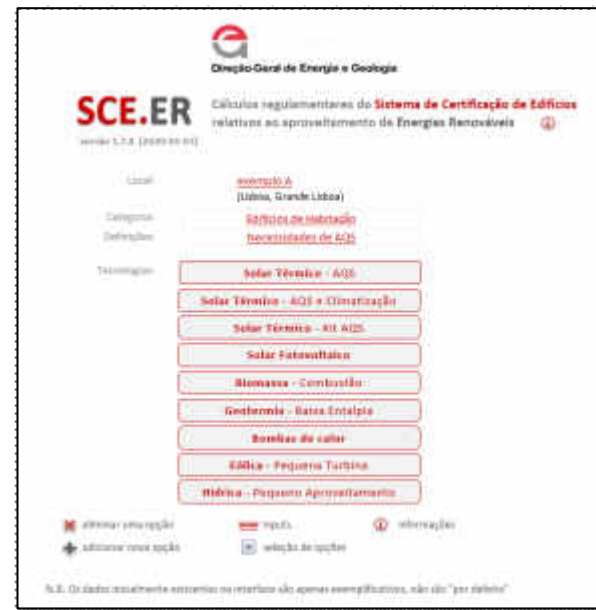 Direção-Geral de Energia e Geologia
SCE.ER
Cálculos regulamentares do Sistema de Certificação de Edifícios
relativos ao aproveitamento de Energias Renováveis
Local
exemplo A
(Lisboa, Grande Lisboa)
Categoria
Edifícios de Habitação
Definições
Necessidades de AQS
Tecnologias
Solar Térmico - AQS
Solar Térmico - AQS e Climatização
Solar Térmico - Kit AQS
Solar Fotovoltaico
Biomassa - Combustão
Geotermia - Baixa Entalpia
Bombas de calor
Eólica - Pequena Turbina
Hídrica - Pequeno Aproveitamento
eliminar uma opção
inputs
informações
adicionar nova opção
seleção de opções
N.B. Os dados inicialmente existentes na interface são apenas exemplificativos, não são "por defeito"